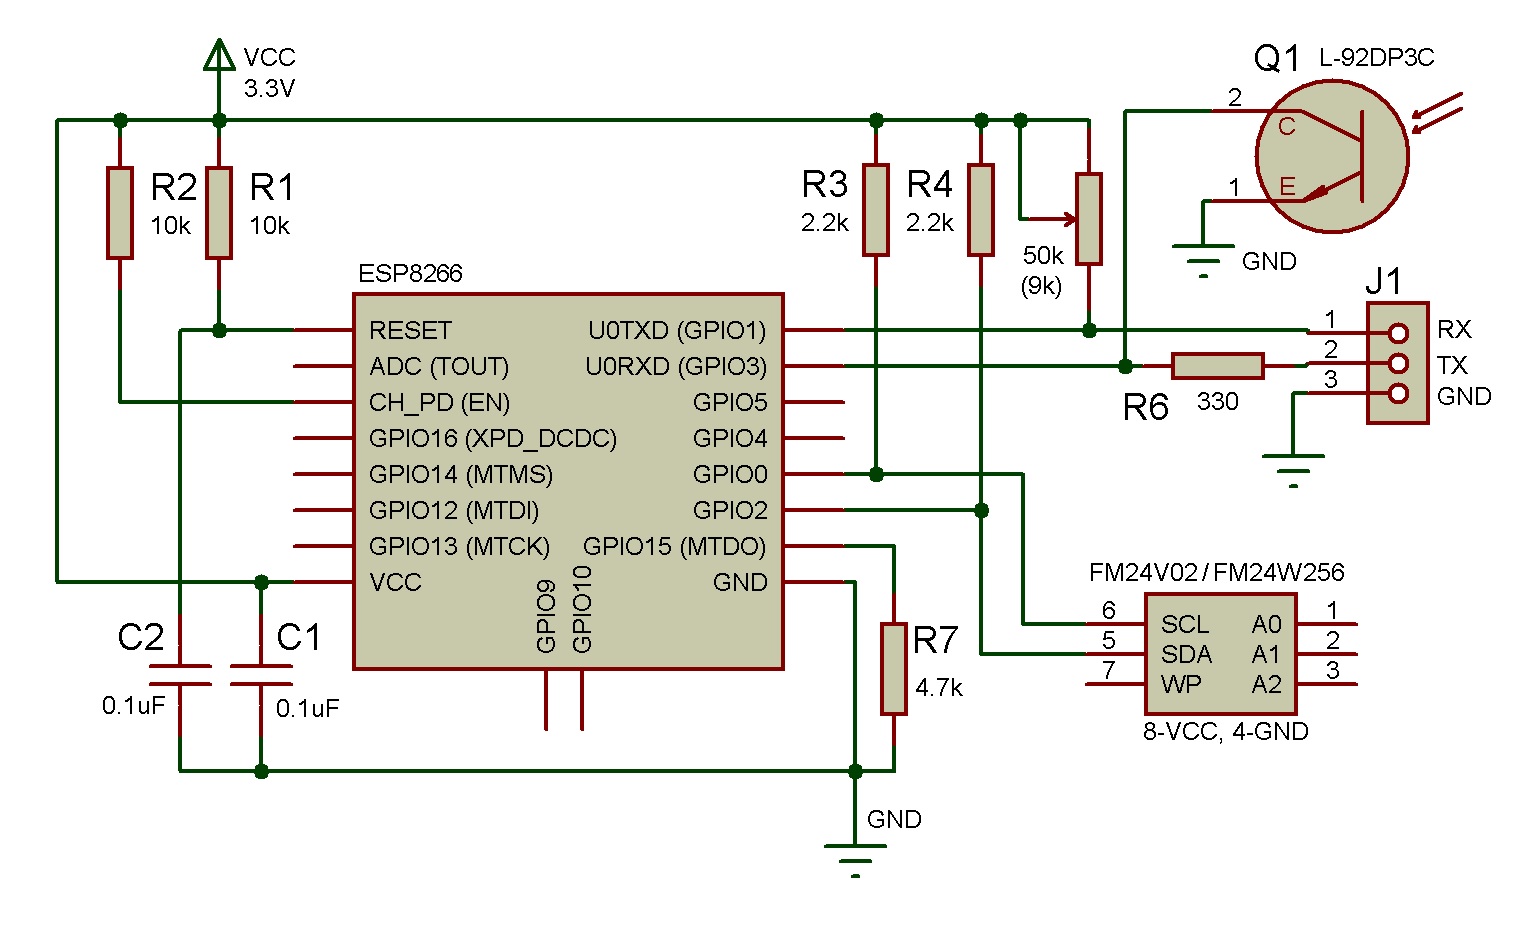 VCC
3.3V
Q1 L-92DP3C
2
C
1
E
GND
R2
10k
R1
10k
R3
2.2k
R4
2.2k
50k
(9k)
ESP8266
RESET
ADC (TOUT)
CH_PD (EN)
GPIO16 (XPD_DCDC)
GPIO14 (MTMS)
GPIO12 (MTDI)
GPIO13 (MTCK)
VCC
GPIO9
GPIO10
U0TXD (GPIO1)
U0RXD (GPIO3)
GPIO5
GPIO4
GPIO0
GPIO2
GPIO15 (MTDO)
GND
J1
1 RX
2 TX
3 GND
R6
330
C2
0.1uF
C1
0.1uF
R7
4.7k
GND
FM24V02/FM24W256
6 SCL A0 1
5 SDA A1 2
7 WP A2 3
8-VCC, 4-GND